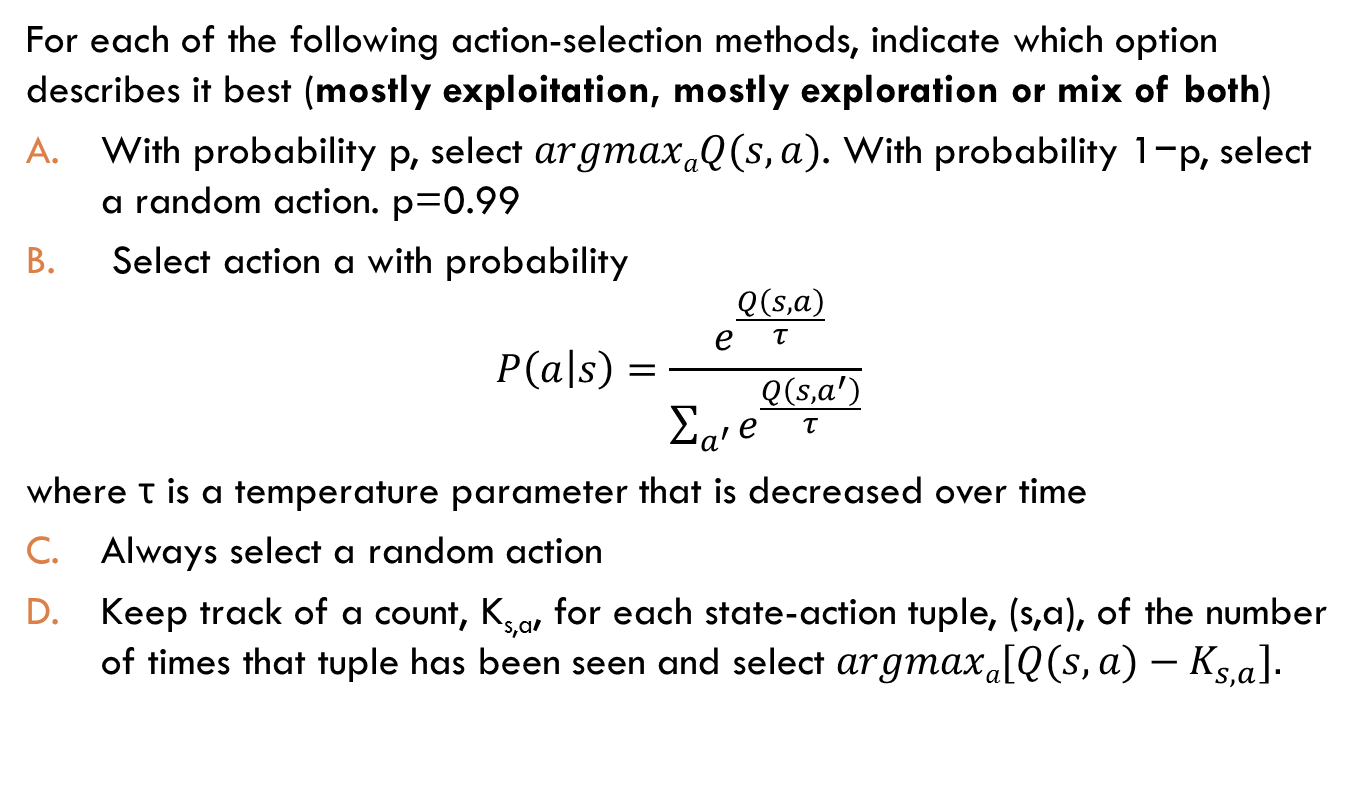 For each of the following action-selection methods, indicate which option
describes it best (mostly exploitation, mostly exploration or mix of both)
A. With probability p, select argmaxₐQ(s, a). With probability 1−p, select
a random action. p=0.99
B. Select action a with probability
P(a|s) = e^(Q(s,a)/τ) / ∑ₐ′ e^(Q(s,a′)/τ)
where τ is a temperature parameter that is decreased over time
C. Always select a random action
D. Keep track of a count, K_s,a, for each state-action tuple, (s,a), of the number
of times that tuple has been seen and select argmaxₐ[Q(s, a) − K_s,a].